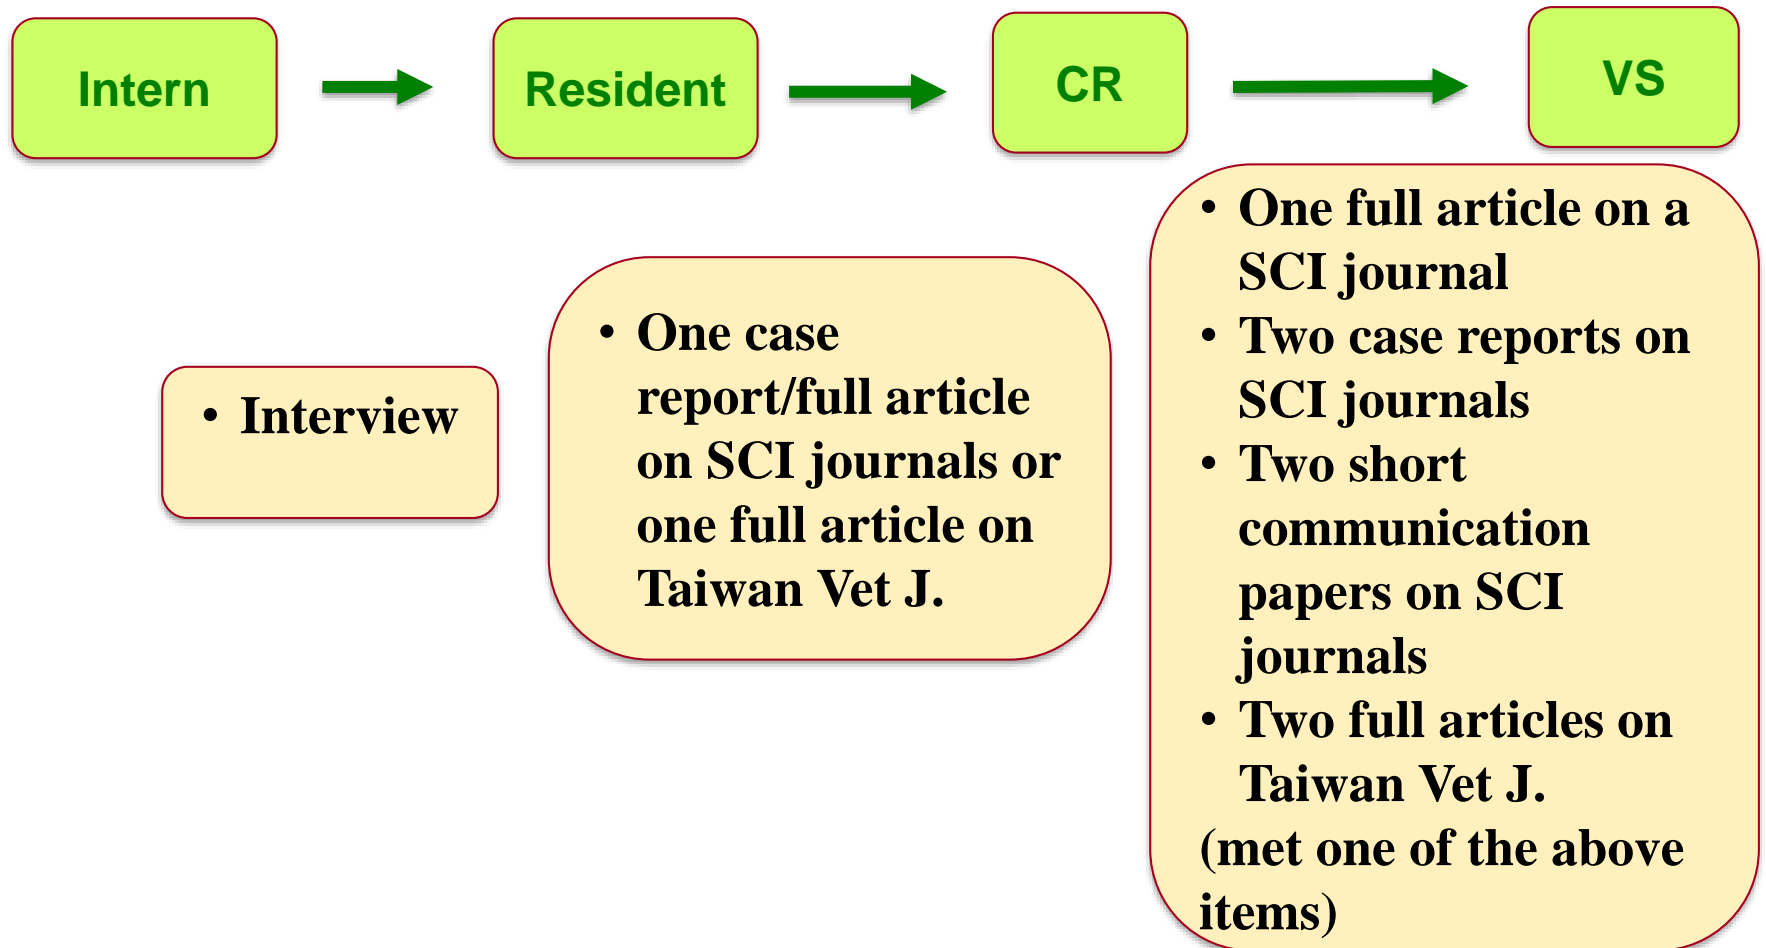 Intern
Resident
CR
VS
• Interview
• One case
report/full article
on SCI journals or
one full article on
Taiwan Vet J.
• One full article on a
SCI journal
• Two case reports on
SCI journals
• Two short
communication
papers on SCI
journals
• Two full articles on
Taiwan Vet J.
(met one of the above
items)